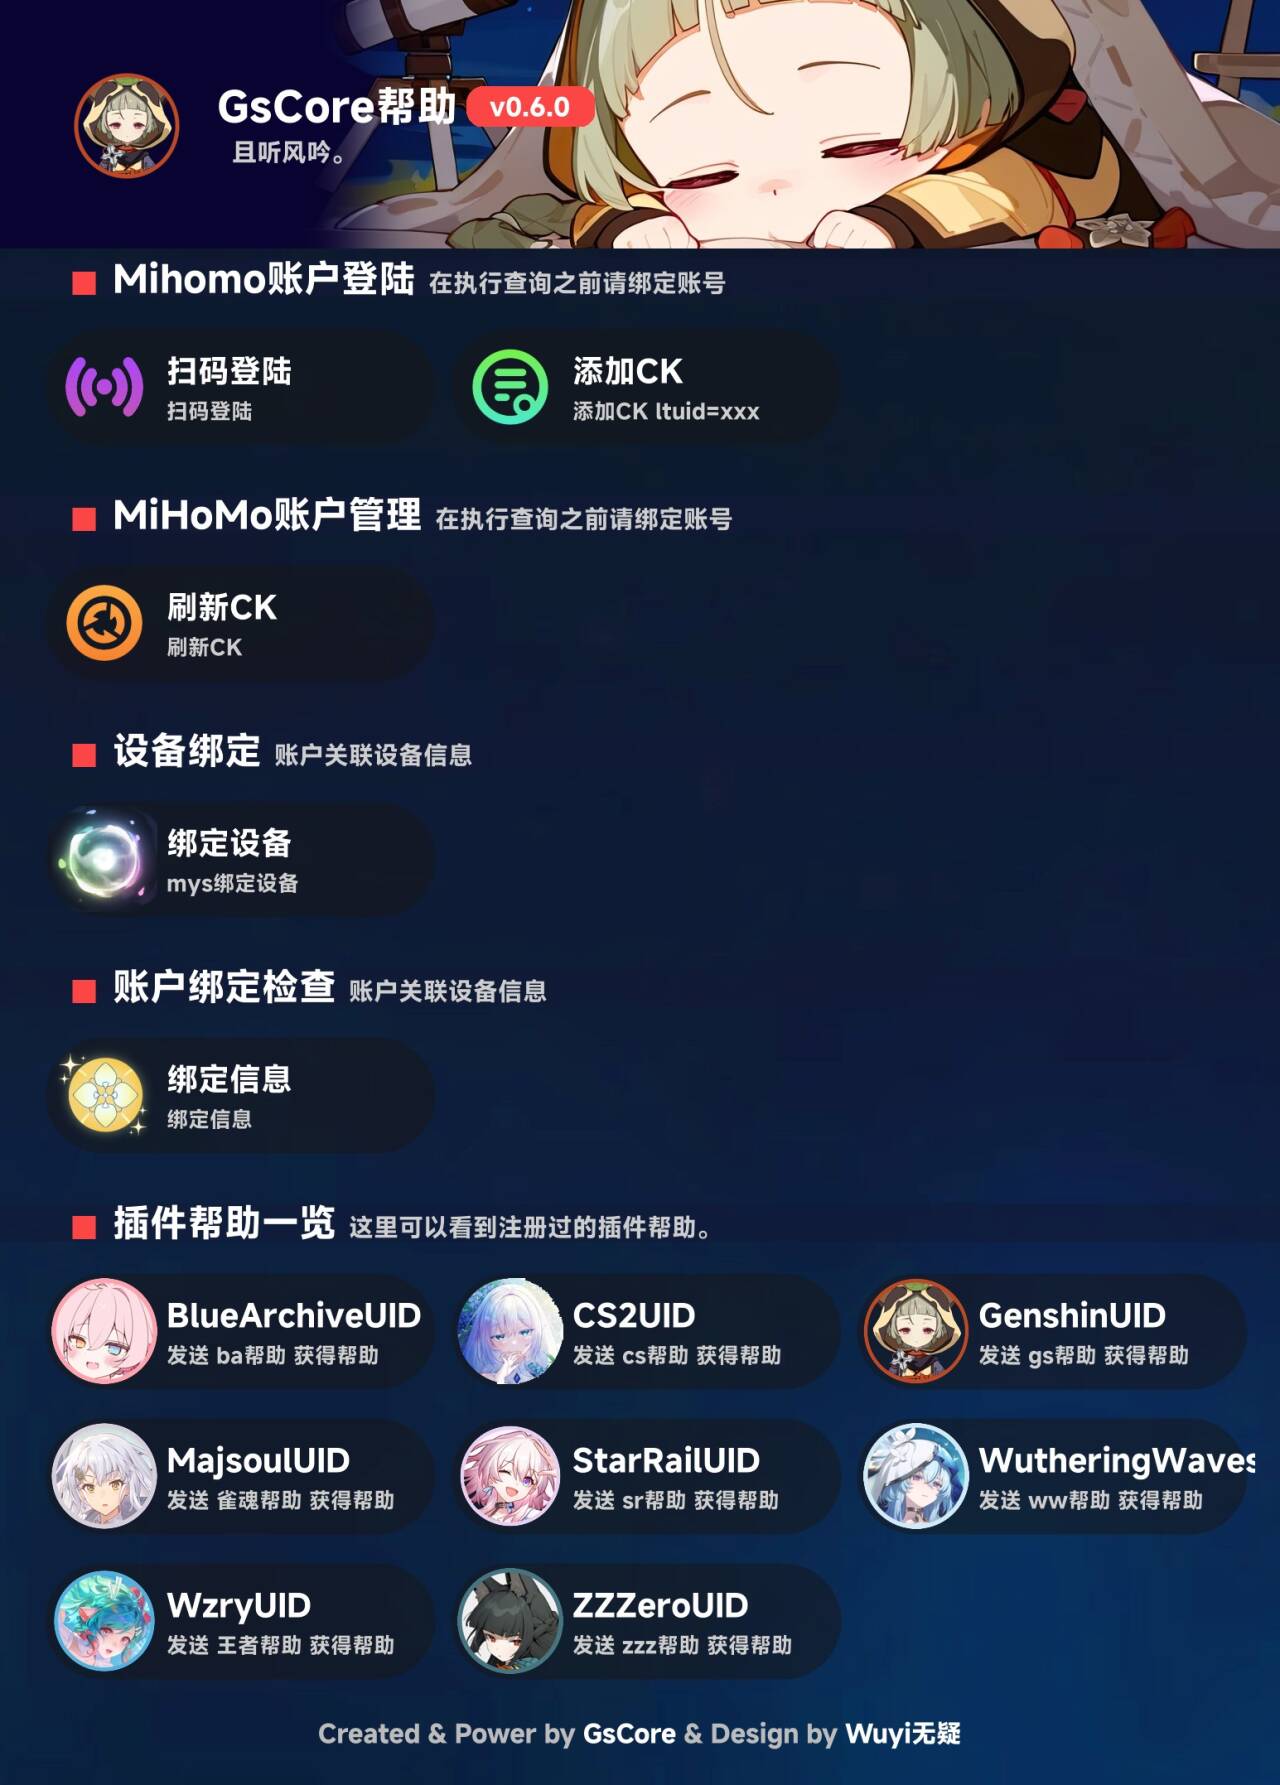 GsCore帮助 v0.6.0
且听风吟。
Mihomo账户登陆 在执行查询之前请绑定账号
扫码登陆 添加CK
扫码登陆 添加CK ltuid=xxx
MiHoMo账户管理 在执行查询之前请绑定账号
刷新CK
刷新CK
设备绑定 账户关联设备信息
绑定设备
mys绑定设备
账户绑定检查 账户关联设备信息
绑定信息
绑定信息
插件帮助一览 这里可以看到注册过的插件帮助。
BlueArchiveUID CS2UID GenshinUID
发送 ba帮助 获得帮助 发送 cs帮助 获得帮助 发送 gs帮助 获得帮助
MajsoulUID StarRailUID WutheringWaves
发送 雀魂帮助 获得帮助 发送 sr帮助 获得帮助 发送 ww帮助 获得帮助
WzryUID ZZZeroUID
发送 王者帮助 获得帮助 发送 zzz帮助 获得帮助
Created & Power by GsCore & Design by Wuyi无疑